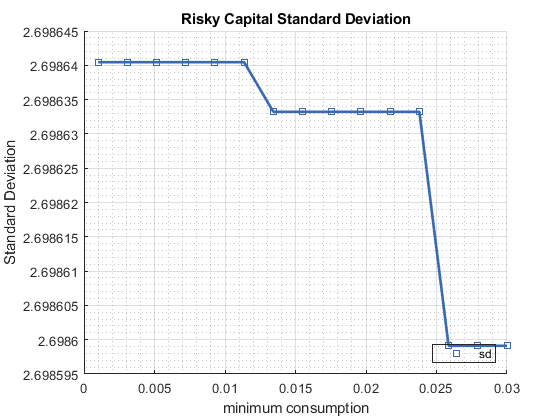 Risky Capital Standard Deviation
2.698645
2.69864
2.698635
2.69863
2.698625
2.69862
2.698615
2.69861
2.698605
2.6986
2.698595
Standard Deviation
sd
0 0.005 0.01 0.015 0.02 0.025 0.03
minimum consumption